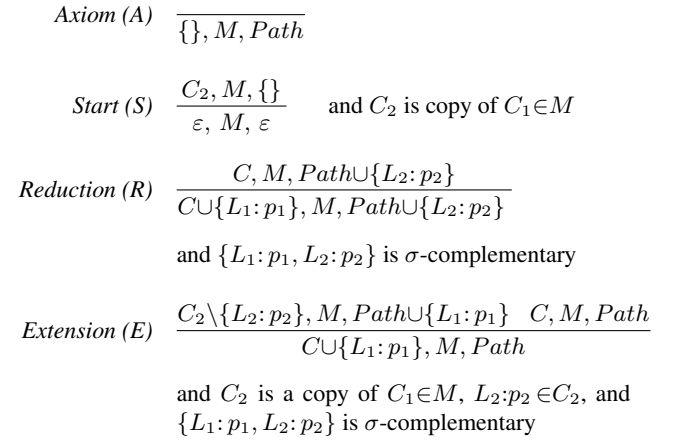 Axiom (A)
{}, M, Path
Start (S)
C₂, M, {}
ε, M, ε
and C₂ is copy of C₁∈M
Reduction (R)
C, M, Path∪{L₂:p₂}
C∪{L₁:p₁}, M, Path∪{L₂:p₂}
and {L₁:p₁, L₂:p₂} is σ-complementary
Extension (E)
C₂\{L₂:p₂}, M, Path∪{L₁:p₁} C, M, Path
C∪{L₁:p₁}, M, Path
and C₂ is a copy of C₁∈M, L₂:p₂∈C₂, and
{L₁:p₁, L₂:p₂} is σ-complementary